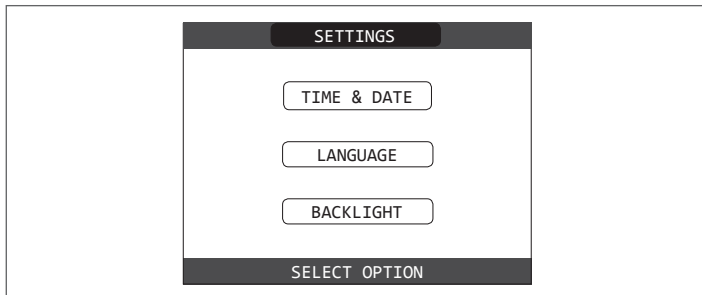 SETTINGS
TIME & DATE
LANGUAGE
BACKLIGHT
SELECT OPTION